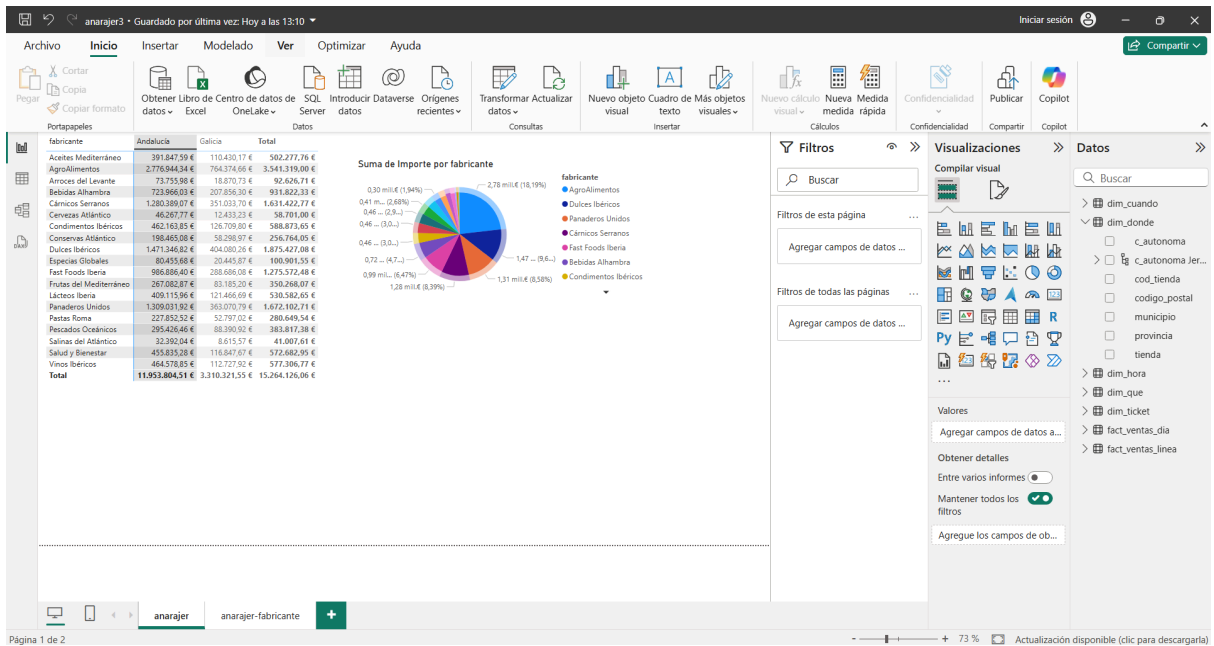 anarajer3 • Guardado por última vez: Hoy a las 13:10
Iniciar sesión
Archivo Inicio Insertar Modelado Ver Optimizar Ayuda
Compartir
Pegar
Cortar
Copia
Copiar formato
Portapapeles
Obtener datos
Libro de Excel
Centro de datos de OneLake
SQL Server
Introducir datos
Dataverse
Orígenes recientes
Datos
Transformar datos
Actualizar
Consultas
Nuevo objeto visual
Cuadro de texto
Más objetos visuales
Insertar
Nuevo cálculo visual
Nueva medida
Medida rápida
Cálculos
Confidencialidad
Confidencialidad
Publicar
Compartir
Copilot
Copilot
fabricante Andalucía Galicia Total
Aceites Mediterráneo 391.847,59 € 110.430,17 € 502.277,76 €
AgroAlimentos 2.776.944,34 € 764.374,66 € 3.541.319,00 €
Arroces del Levante 73.755,98 € 18.870,73 € 92.626,71 €
Bebidas Alhambra 723.966,03 € 207.856,30 € 931.822,33 €
Cárnicos Serranos 1.280.389,07 € 351.033,70 € 1.631.422,77 €
Cervezas Atlántico 46.267,77 € 12.433,23 € 58.701,00 €
Condimentos Ibéricos 462.163,85 € 126.709,80 € 588.873,65 €
Conservas Atlántico 198.465,08 € 58.298,97 € 256.764,05 €
Dulces Ibéricos 1.471.346,82 € 404.080,26 € 1.875.427,08 €
Especias Globales 80.455,68 € 20.445,87 € 100.901,55 €
Fast Foods Iberia 986.886,40 € 288.686,08 € 1.275.572,48 €
Frutas del Mediterráneo 267.082,87 € 83.185,20 € 350.268,07 €
Lácteos Iberia 409.115,96 € 121.466,69 € 530.582,65 €
Panaderos Unidos 1.309.031,92 € 363.070,79 € 1.672.102,71 €
Pastas Roma 227.852,52 € 52.797,02 € 280.649,54 €
Pescados Oceánicos 295.426,46 € 88.390,92 € 383.817,38 €
Salinas del Atlántico 32.392,04 € 8.615,57 € 41.007,61 €
Salud y Bienestar 455.835,28 € 116.847,67 € 572.682,95 €
Vinos Ibéricos 464.578,85 € 112.727,92 € 577.306,77 €
Total 11.953.804,51 € 3.310.321,55 € 15.264.126,06 €
Suma de Importe por fabricante
0,30 mill.€ (1,94%)
0,41 m... (2,68%)
0,46 ... (2,9...)
0,46 ... (3,0...)
0,46 ... (3,0...)
0,72 ... (4,7...)
0,99 mil... (6,47%)
1,28 mill.€ (8,39%)
2,78 mill.€ (18,19%)
1,47 ... (9,6...)
1,31 mill.€ (8,58%)
fabricante
AgroAlimentos
Dulces Ibéricos
Panaderos Unidos
Cárnicos Serranos
Fast Foods Iberia
Bebidas Alhambra
Condimentos Ibéricos
Filtros
Buscar
Filtros de esta página ...
Agregar campos de datos ...
Filtros de todas las páginas ...
Agregar campos de datos ...
Visualizaciones
Compilar visual
R
Py
...
Valores
Agregar campos de datos a...
Obtener detalles
Entre varios informes
Mantener todos los
filtros
Agregue los campos de ob...
Datos
Buscar
dim_cuando
dim_donde
c_autonoma
c_autonoma Jer...
cod_tienda
codigo_postal
municipio
provincia
tienda
dim_hora
dim_que
dim_ticket
fact_ventas_dia
fact_ventas_linea
anarajer anarajer-fabricante +
Página 1 de 2
- + 73 % Actualización disponible (clic para descargarla)